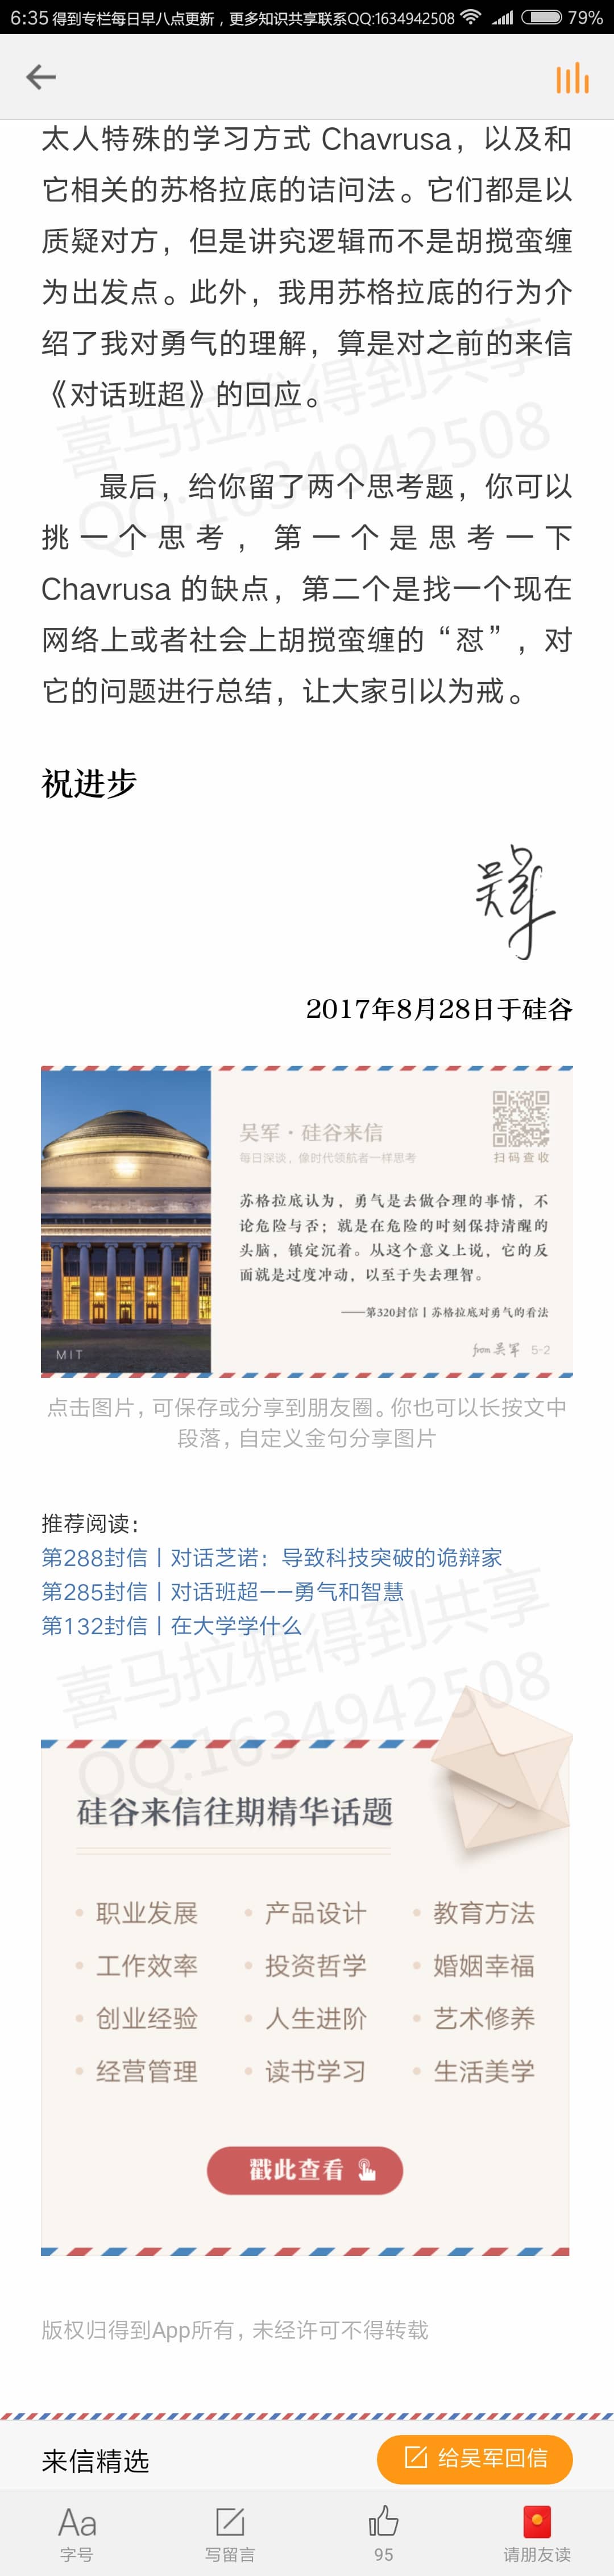 6:35 得到专栏每日早八点更新，更多知识共享联系QQ:1634942508 79%
太人特殊的学习方式 Chavrusa，以及和
它相关的苏格拉底的诘问法。它们都是以
质疑对方，但是讲究逻辑而不是胡搅蛮缠
为出发点。此外，我用苏格拉底的行为介
绍了我对勇气的理解，算是对之前的来信
《对话班超》的回应。
喜马拉雅得到共享
QQ:1634942508
最后，给你留了两个思考题，你可以
挑一个思考，第一个是思考一下
Chavrusa 的缺点，第二个是找一个现在
网络上或者社会上胡搅蛮缠的“怼”，对
它的问题进行总结，让大家引以为戒。
祝进步
吴军
2017年8月28日于硅谷
吴军·硅谷来信
每日深谈，像时代领航者一样思考
扫码查收
苏格拉底认为，勇气是去做合理的事情，不
论危险与否；就是在危险的时刻保持清醒的
头脑，镇定沉着。从这个意义上说，它的反
面就是过度冲动，以至于失去理智。
——第320封信丨苏格拉底对勇气的看法
MIT
from 吴军 5-2
点击图片，可保存或分享到朋友圈。你也可以长按文中
段落，自定义金句分享图片
推荐阅读：
第288封信丨对话芝诺：导致科技突破的诡辩家
第285封信丨对话班超——勇气和智慧
第132封信丨在大学学什么
喜马拉雅得到共享
QQ:1634942508
硅谷来信往期精华话题
职业发展 产品设计 教育方法
工作效率 投资哲学 婚姻幸福
创业经验 人生进阶 艺术修养
经营管理 读书学习 生活美学
戳此查看
版权归得到App所有，未经许可不得转载
来信精选 给吴军回信
Aa 95
字号 写留言 请朋友读